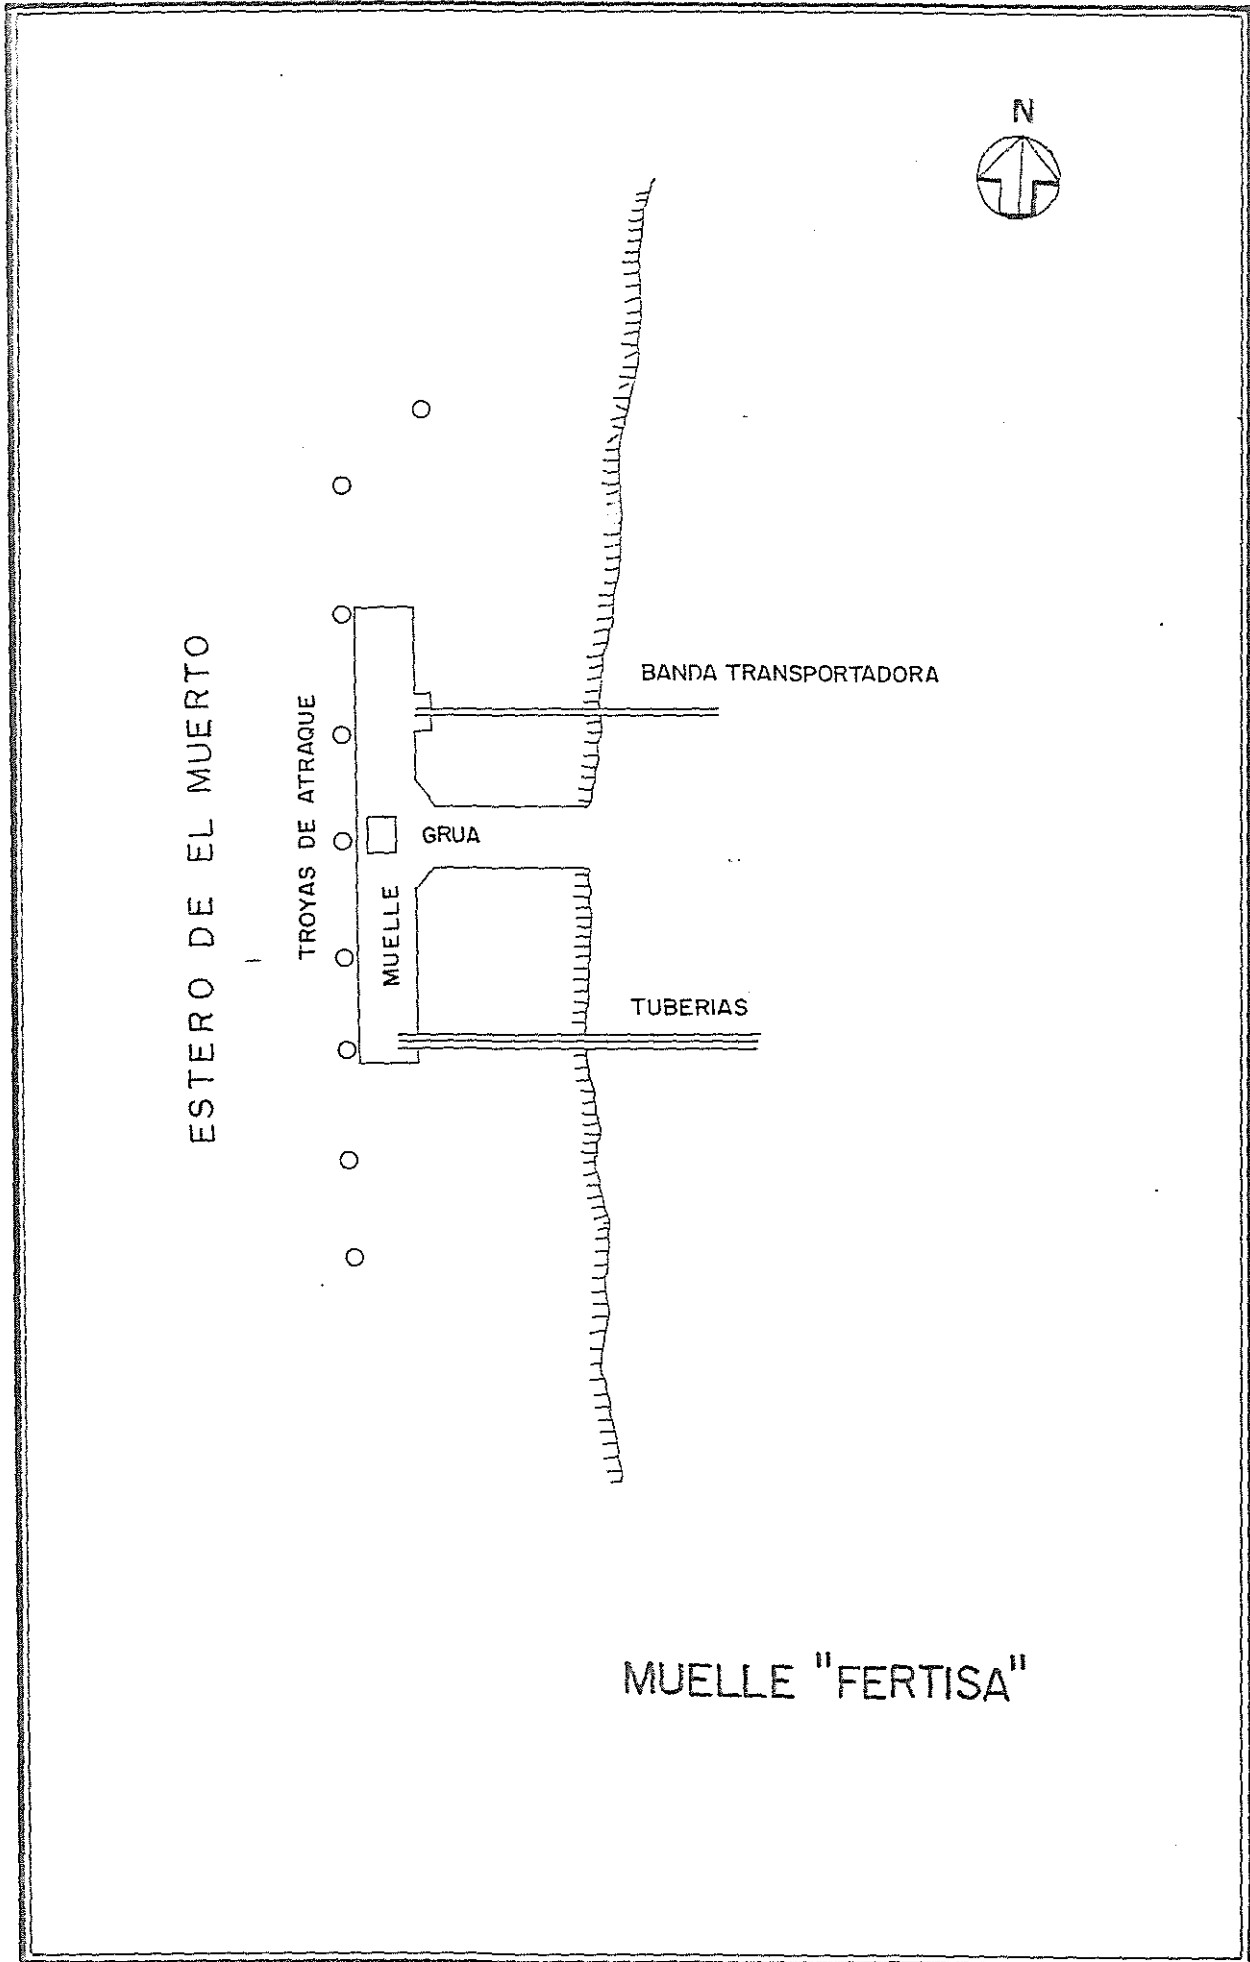 N
ESTERO DE EL MUERTO
TROYAS DE ATRAQUE
BANDA TRANSPORTADORA
GRUA
MUELLE
TUBERIAS
MUELLE "FERTISA"